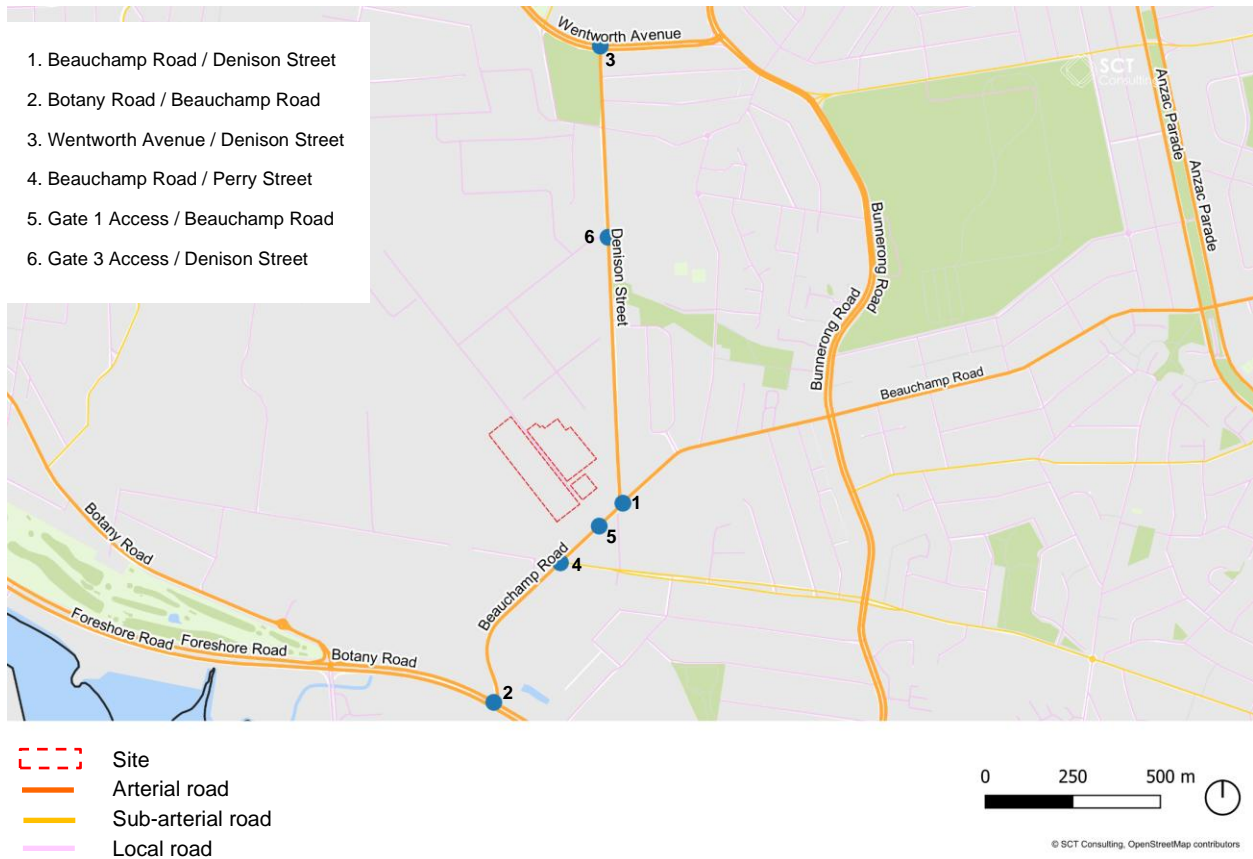 1. Beauchamp Road / Denison Street
2. Botany Road / Beauchamp Road
3. Wentworth Avenue / Denison Street
4. Beauchamp Road / Perry Street
5. Gate 1 Access / Beauchamp Road
6. Gate 3 Access / Denison Street
Wentworth Avenue
3
SCT
Consulting
Anzac Parade
Anzac Parade
6
Denison Street
Bunnerong Road
Bunnerong Road
Beauchamp Road
1
5
4
Beauchamp Road
Botany Road
Foreshore Road
Foreshore Road
Botany Road
2
Site
Arterial road
Sub-arterial road
Local road
0 250 500 m
© SCT Consulting, OpenStreetMap contributors